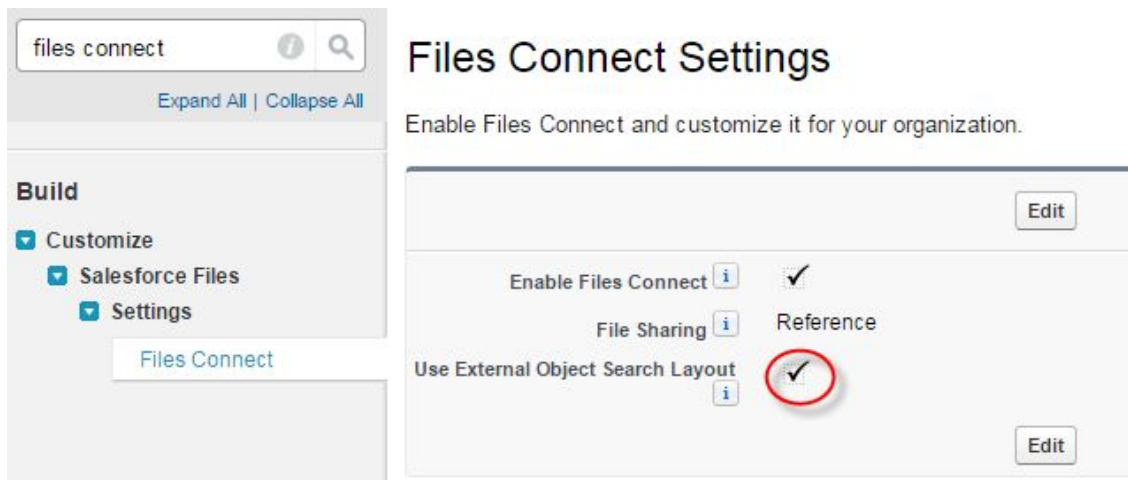 files connect
Expand All | Collapse All
Build
Customize
Salesforce Files
Settings
Files Connect
Files Connect Settings
Enable Files Connect and customize it for your organization.
Edit
Enable Files Connect i
File Sharing i Reference
Use External Object Search Layout
i
Edit